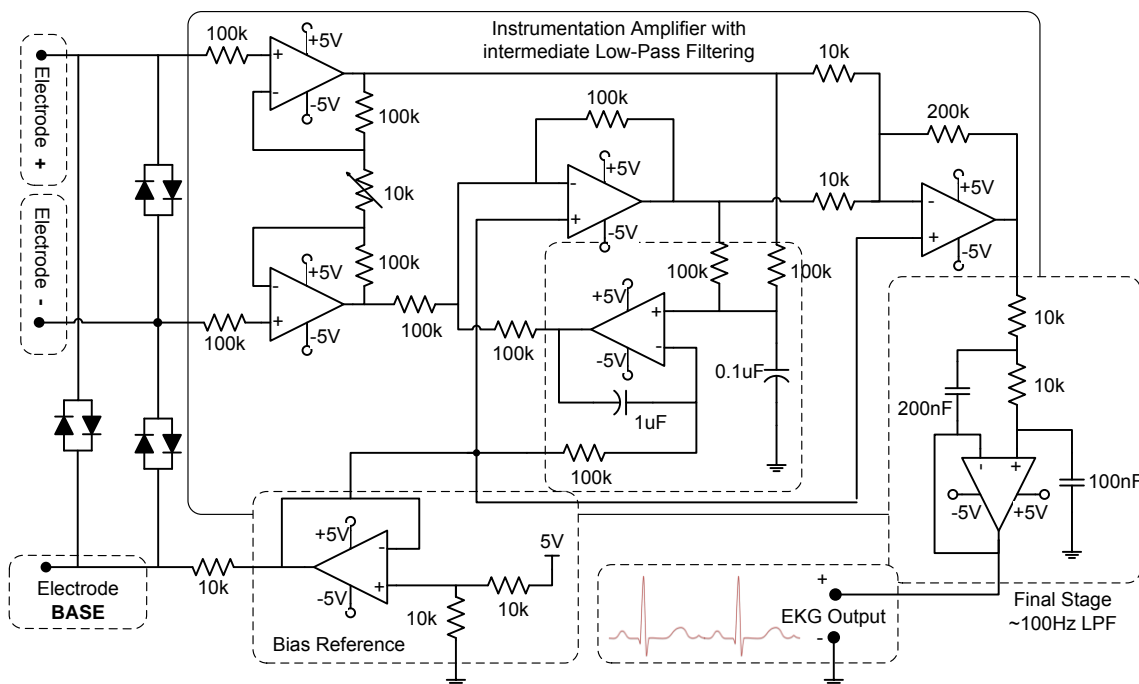 Instrumentation Amplifier with
intermediate Low-Pass Filtering
Electrode +
Electrode -
100k
+
-
+5V
-5V
100k
10k
100k
100k
-
+
+5V
-5V
100k
100k
-
+
+5V
-5V
10k
10k
200k
-
+
+5V
-5V
100k
100k
100k
+5V
-5V
+
-
0.1uF
1uF
100k
10k
10k
200nF
-
+
-5V
+5V
100nF
Final Stage
~100Hz LPF
Electrode
BASE
10k
+5V
-5V
-
+
5V
10k
10k
Bias Reference
+
EKG Output
-